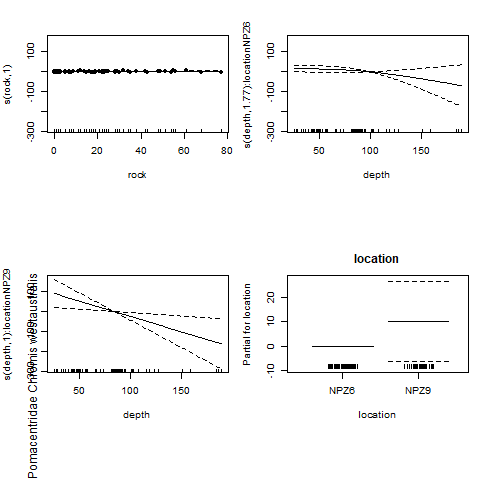 s(rock,1)
100
-100
-300
0 20 40 60 80
rock
s(depth,1.77):locationNPZ6
100
-100
-300
50 100 150
depth
s(depth,1):locationNPZ9
Pomacentridae Chromis westaustralis
50 100 150
depth
location
Partial for location
20
10
0
-10
NPZ6 NPZ9
location